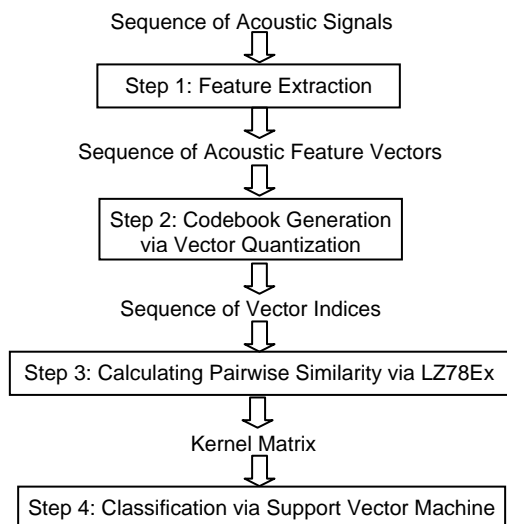 Sequence of Acoustic Signals
Step 1: Feature Extraction
Sequence of Acoustic Feature Vectors
Step 2: Codebook Generation
via Vector Quantization
Sequence of Vector Indices
Step 3: Calculating Pairwise Similarity via LZ78Ex
Kernel Matrix
Step 4: Classification via Support Vector Machine